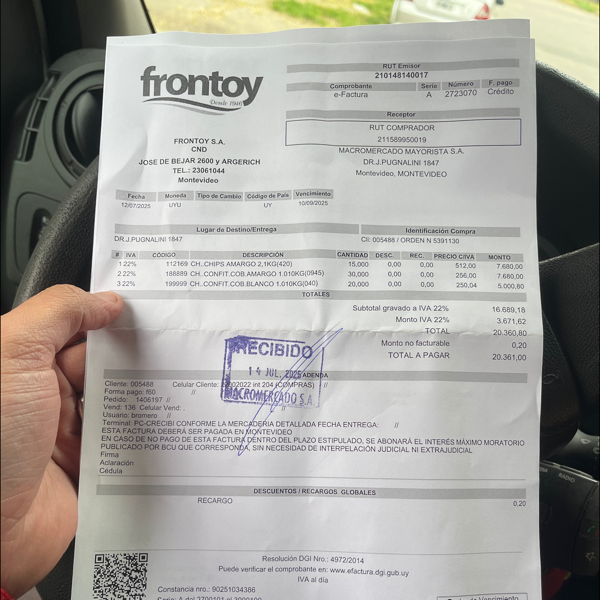 frontoy
Desde 1946
RUT Emisor
210148140017
Comprobante Serie Número F. pago
e-Factura A 2723070 Crédito
Receptor
RUT COMPRADOR
211589950019
FRONTOY S.A.
CND
JOSE DE BEJAR 2600 y ARGERICH
TEL.: 23061044
Montevideo
MACROMERCADO MAYORISTA S.A.
DR.J.PUGNALINI 1847
Montevideo, MONTEVIDEO
Fecha Moneda Tipo de Cambio Código de País Vencimiento
12/07/2025 UYU UY 10/09/2025
Lugar de Destino/Entrega Identificación Compra
DR.J.PUGNALINI 1847 Cli: 005488 / ORDEN N 5391130
# IVA CÓDIGO DESCRIPCIÓN CANTIDAD DESC. REC. PRECIO C/IVA MONTO
1 22% 112169 CH..CHIPS AMARGO 2,1KG(420) 15,000 0,00 0,00 512,00 7.680,00
2 22% 188889 CH..CONFIT.COB.AMARGO 1.010KG(0945) 30,000 0,00 0,00 256,00 7.680,00
3 22% 199999 CH..CONFIT.COB.BLANCO 1.010KG(040) 20,000 0,00 0,00 250,04 5.000,80
TOTALES
Subtotal gravado a IVA 22% 16.689,18
Monto IVA 22% 3.671,62
TOTAL 20.360,80
Monto no facturable 0,20
TOTAL A PAGAR 20.361,00
RECIBIDO
14 JUL. 2025
MACROMERCADO S.A.
ADENDA
Cliente: 005488 Celular Cliente: 2002022 int 204 (COMPRAS) //
Forma pago: f60 //
Pedido: 1406197 //
Vend: 136 Celular Vend: . //
Usuario: bromero //
Terminal: PC-CRECIBI CONFORME LA MERCADERIA DETALLADA FECHA ENTREGA: //
ESTA FACTURA DEBERÁ SER PAGADA EN MONTEVIDEO
EN CASO DE NO PAGO DE ESTA FACTURA DENTRO DEL PLAZO ESTIPULADO, SE ABONARÁ EL INTERÉS MÁXIMO MORATORIO
PUBLICADO POR BCU QUE CORRESPONDA, SIN NECESIDAD DE INTERPELACIÓN JUDICIAL NI EXTRAJUDICIAL
Firma
Aclaración
Cédula
DESCUENTOS / RECARGOS GLOBALES
RECARGO 0,20
Resolución DGI Nro.: 4972/2014
Puede verificar el comprobante en: www.efactura.dgi.gub.uy
IVA al día
Constancia nro.: 90251034386